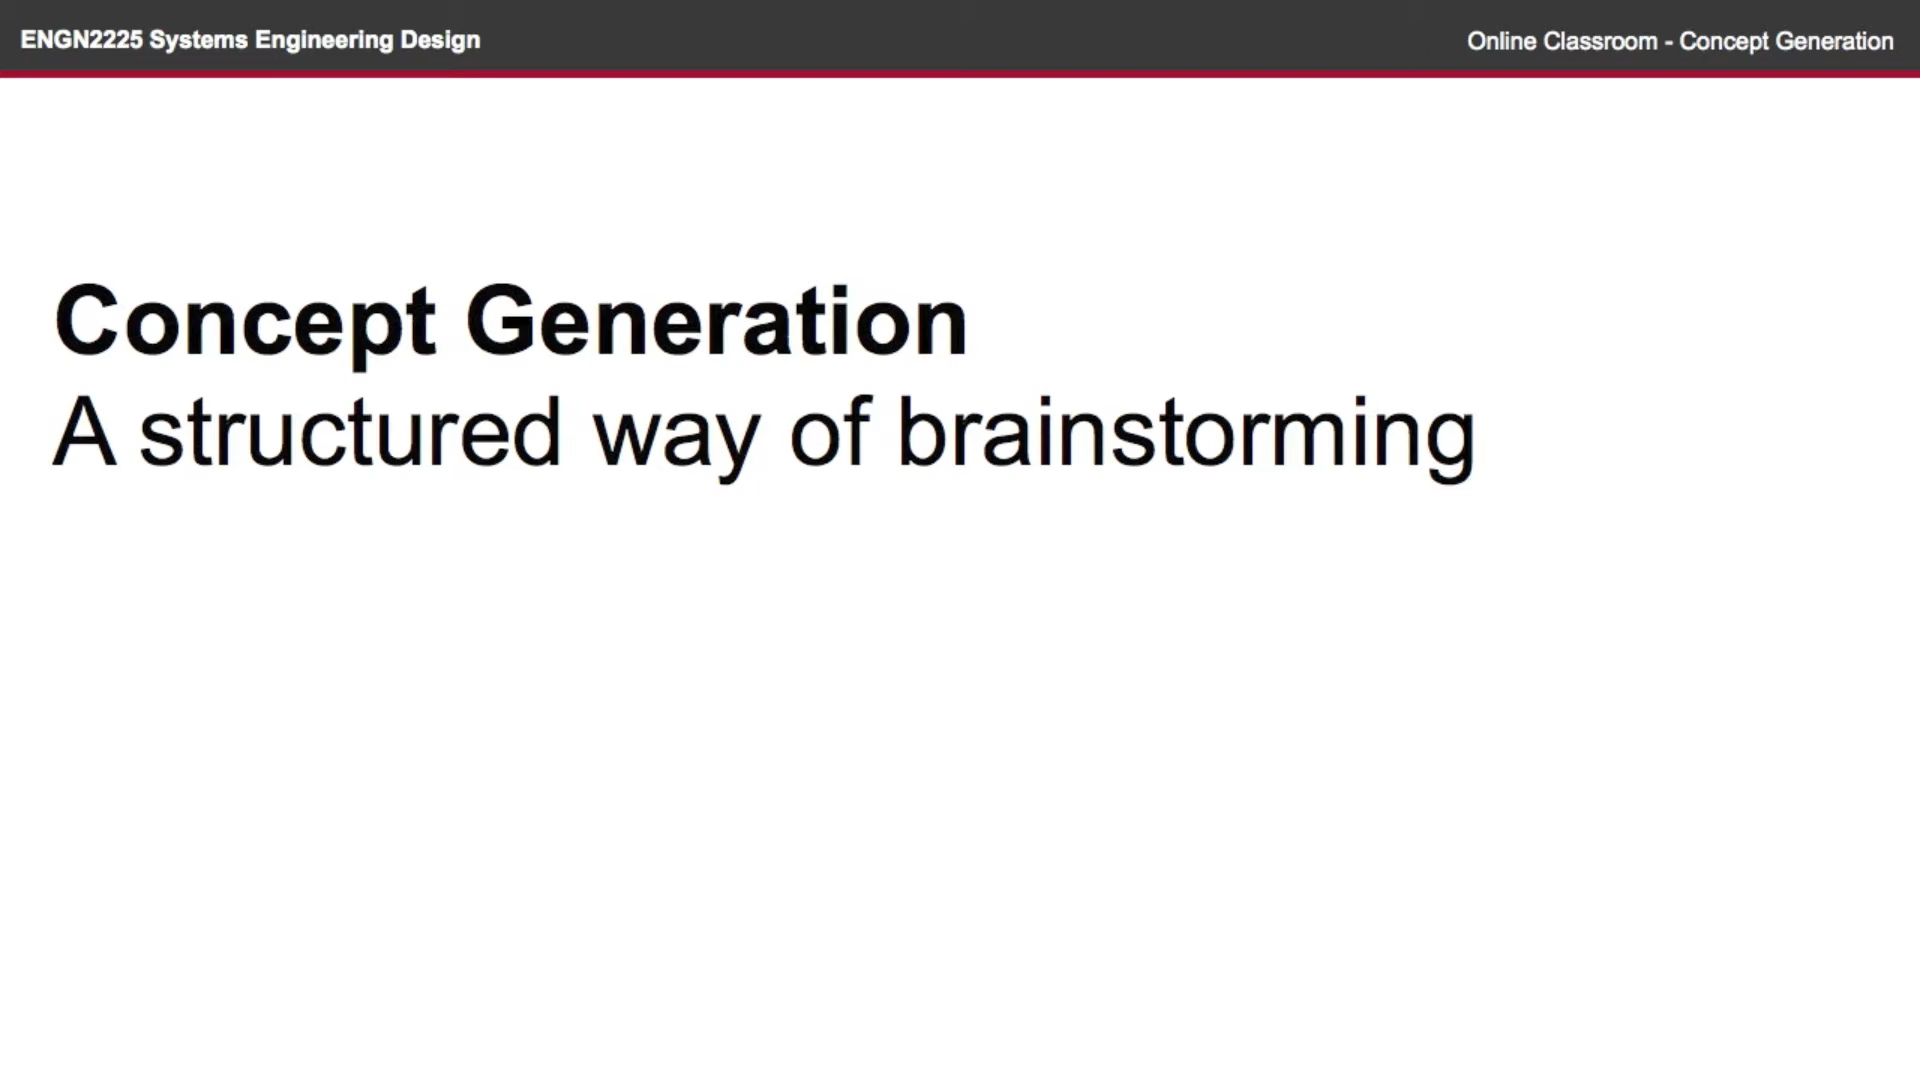 ENGN2225 Systems Engineering Design
Online Classroom - Concept Generation
Concept Generation
A structured way of brainstorming